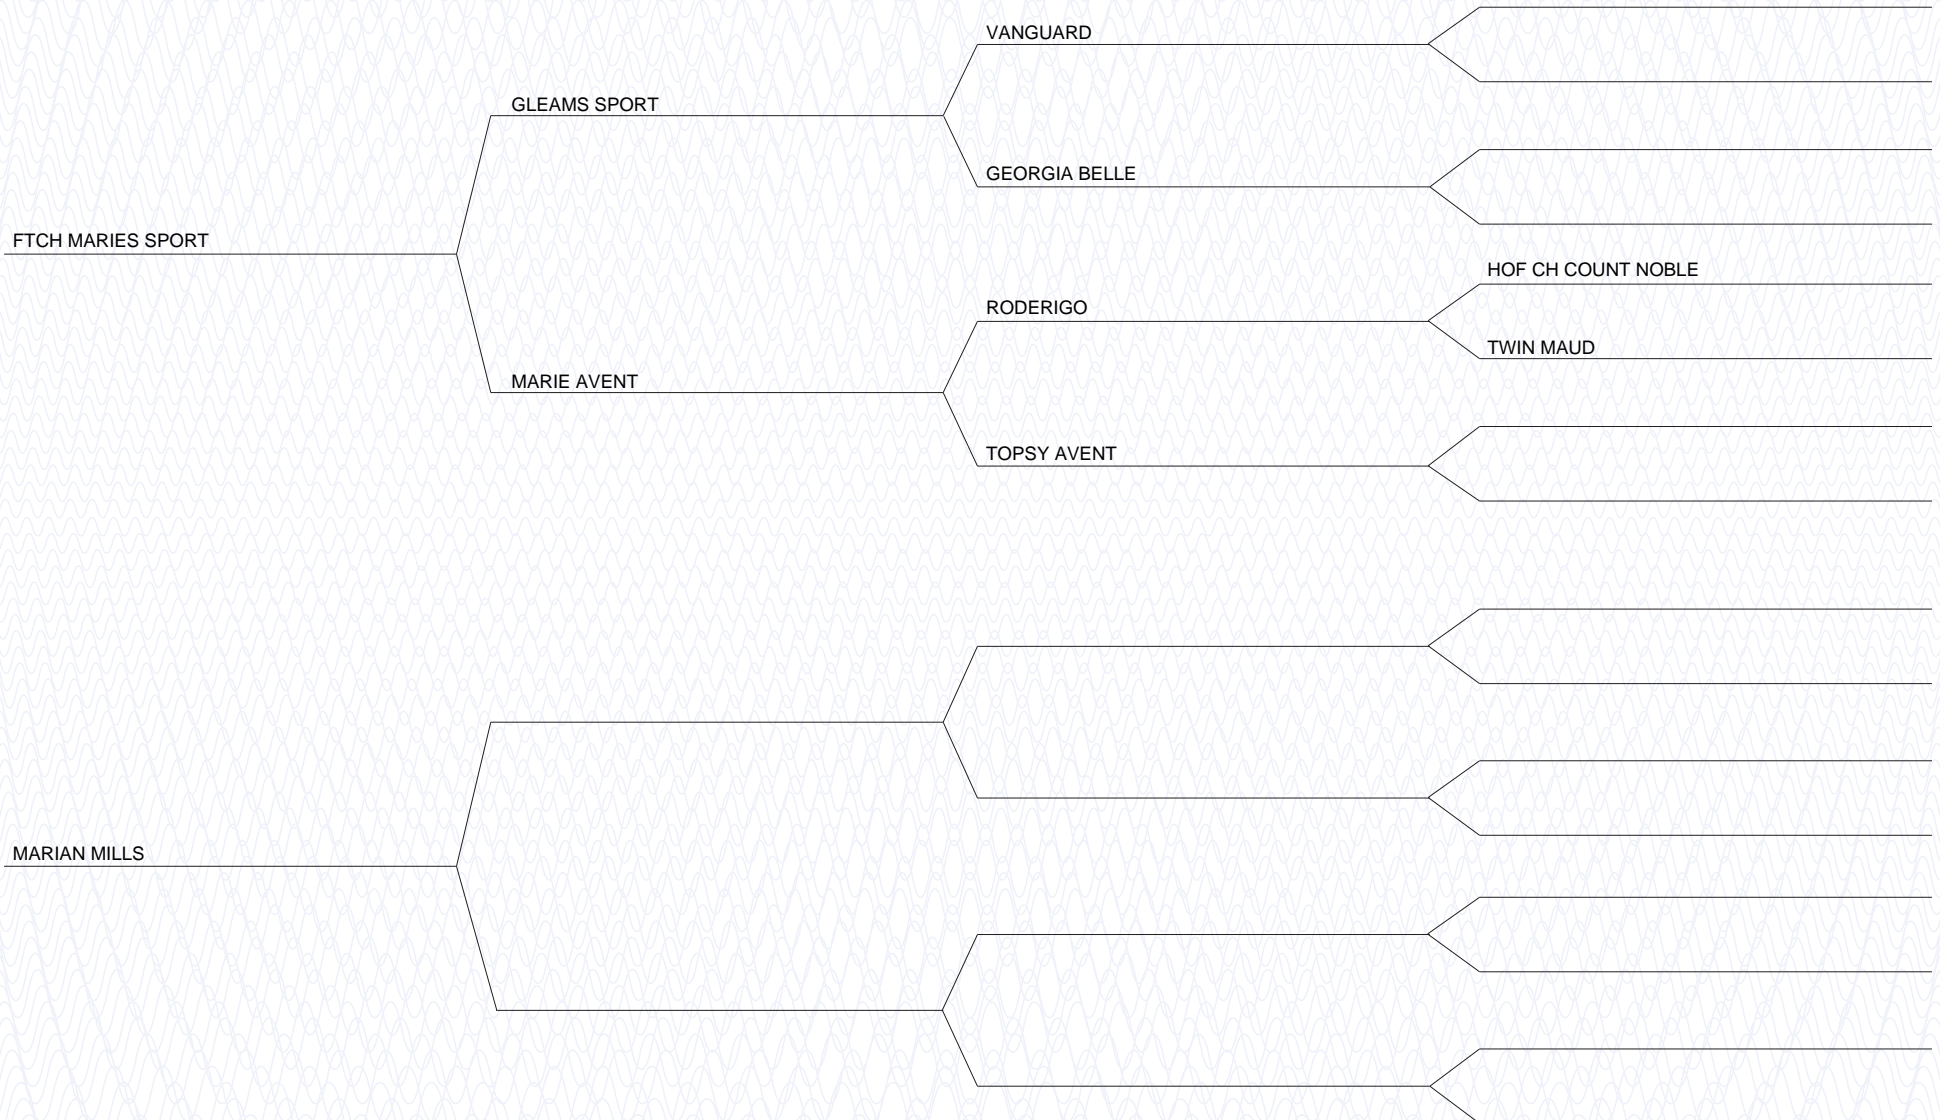 VANGUARD
GLEAMS SPORT
GEORGIA BELLE
FTCH MARIES SPORT
HOF CH COUNT NOBLE
RODERIGO
TWIN MAUD
MARIE AVENT
TOPSY AVENT
MARIAN MILLS